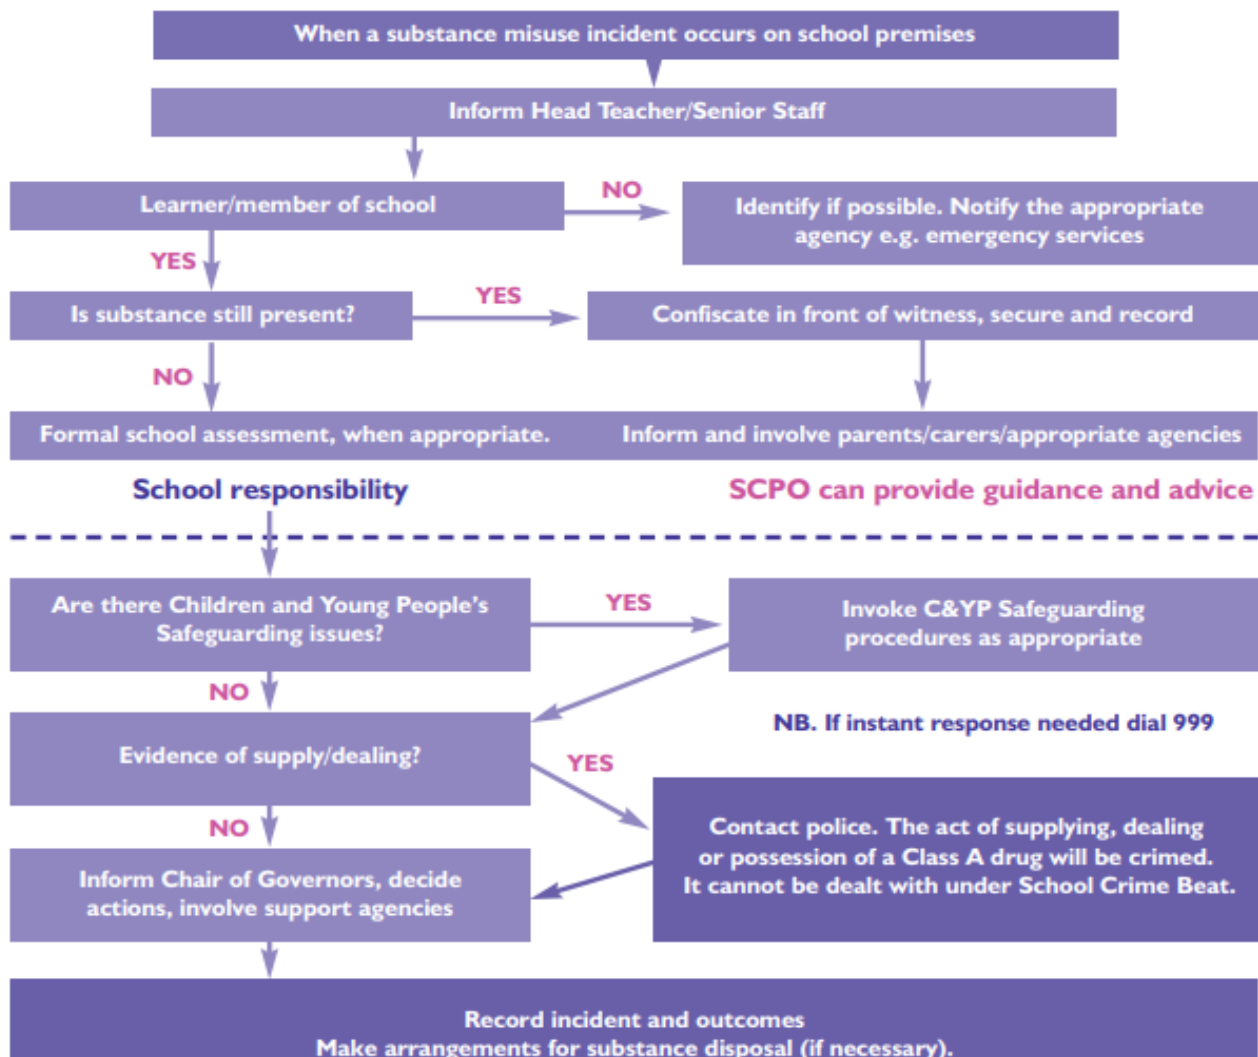 When a substance misuse incident occurs on school premises
Inform Head Teacher/Senior Staff
Learner/member of school
NO
Identify if possible. Notify the appropriate
agency e.g. emergency services
YES
Is substance still present?
YES
Confiscate in front of witness, secure and record
NO
Formal school assessment, when appropriate.
Inform and involve parents/carers/appropriate agencies
School responsibility
SCPO can provide guidance and advice
Are there Children and Young People’s
Safeguarding issues?
YES
Invoke C&YP Safeguarding
procedures as appropriate
NO
NB. If instant response needed dial 999
Evidence of supply/dealing?
YES
Contact police. The act of supplying, dealing
or possession of a Class A drug will be crimed.
It cannot be dealt with under School Crime Beat.
NO
Inform Chair of Governors, decide
actions, involve support agencies
Record incident and outcomes
Make arrangements for substance disposal (if necessary).